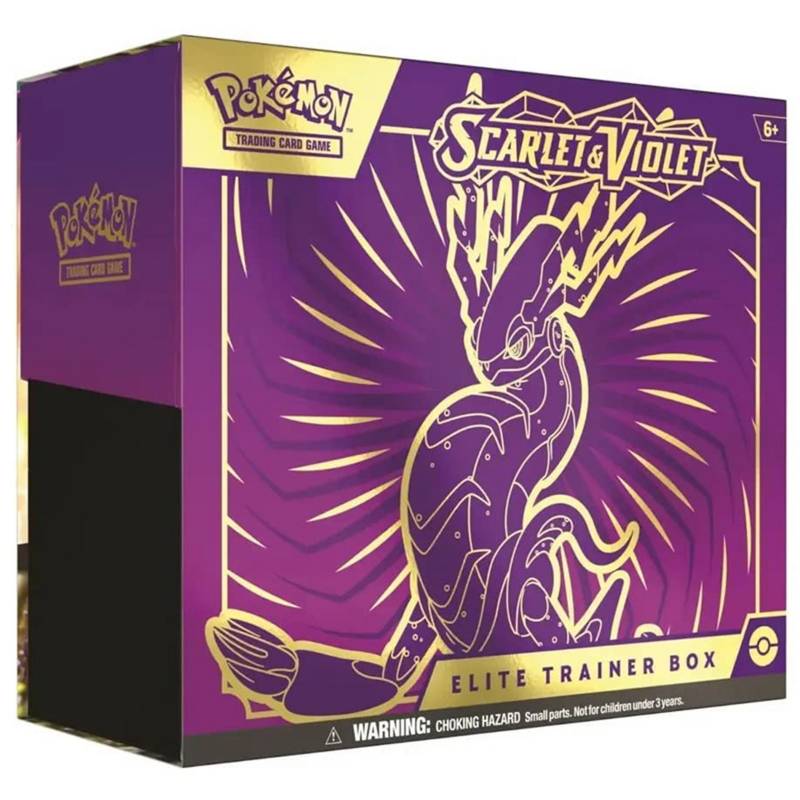 Pokémon
TRADING CARD GAME
™
SCARLET & VIOLET
6+
Pokémon
TRADING CARD GAME
ELITE TRAINER BOX
⚠ WARNING: CHOKING HAZARD Small parts. Not for children under 3 years.